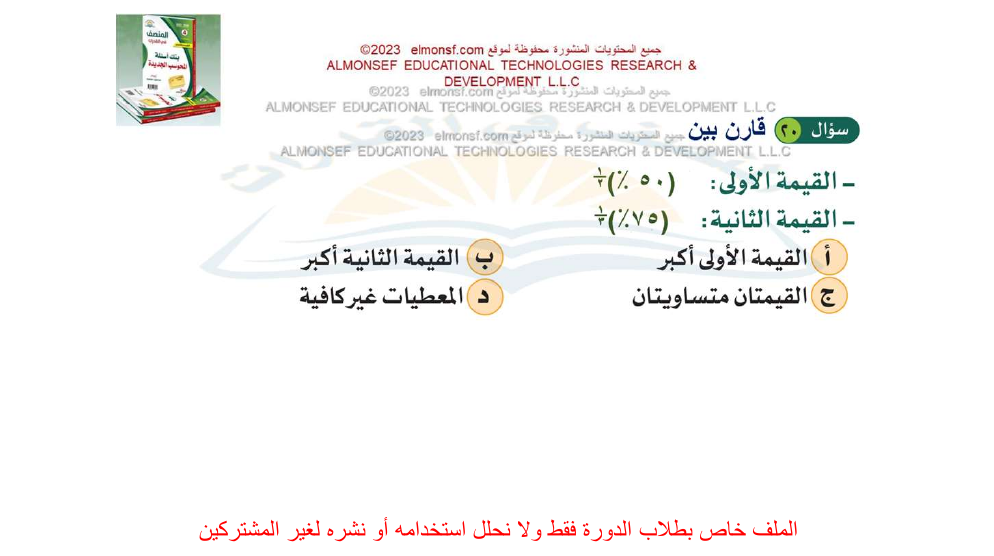 جميع المحتويات المنشورة محفوظة لموقع elmonsf.com ©2023
ALMONSEF EDUCATIONAL TECHNOLOGIES RESEARCH &
DEVELOPMENT L.L.C
جميع المحتويات المنشورة محفوظة لموقع elmonsf.com ©2023
ALMONSEF EDUCATIONAL TECHNOLOGIES RESEARCH & DEVELOPMENT L.L.C
سؤال ٢٠ قارن بين
جميع المحتويات المنشورة محفوظة لموقع elmonsf.com ©2023
ALMONSEF EDUCATIONAL TECHNOLOGIES RESEARCH & DEVELOPMENT L.L.C
- القيمة الأولى: (٥٠ ٪)^١/٢
- القيمة الثانية: (٧٥٪)^١/٣
أ القيمة الأولى أكبر
ب القيمة الثانية أكبر
ج القيمتان متساويتان
د المعطيات غير كافية
المنصف
بنك أسئلة
المحوسب الجديدة
الملف خاص بطلاب الدورة فقط ولا نحلل استخدامه أو نشره لغير المشتركين